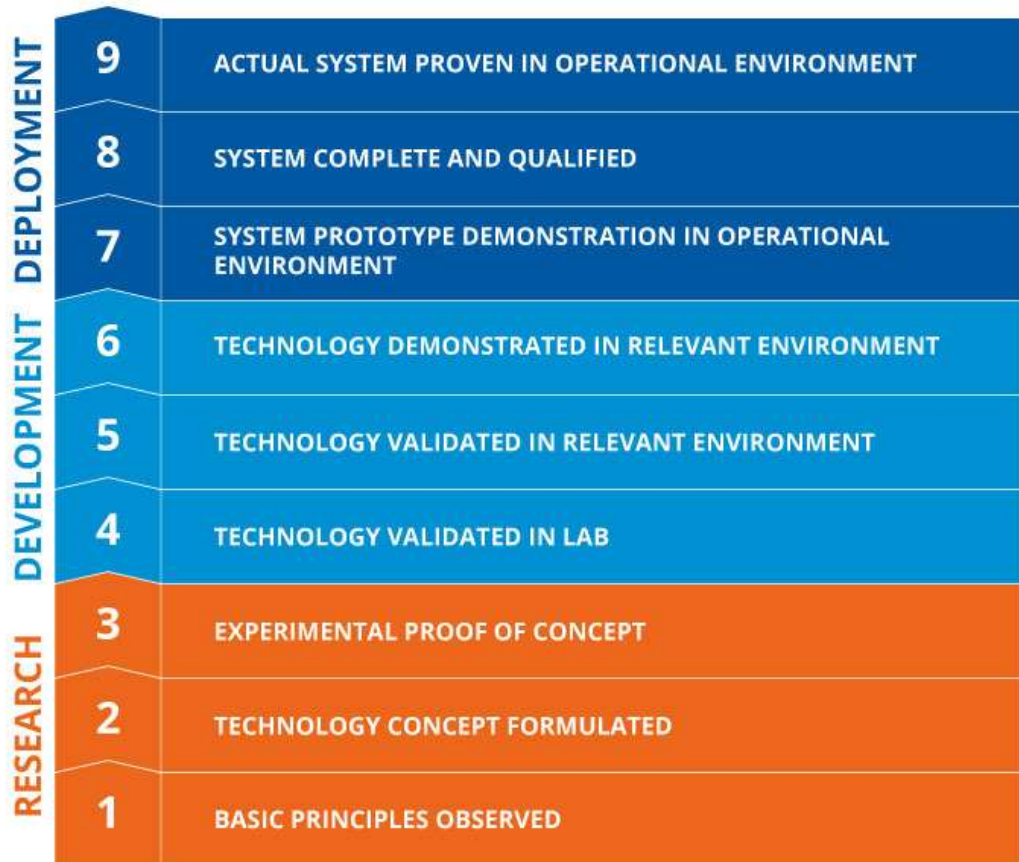 DEPLOYMENT
9
ACTUAL SYSTEM PROVEN IN OPERATIONAL ENVIRONMENT
8
SYSTEM COMPLETE AND QUALIFIED
7
SYSTEM PROTOTYPE DEMONSTRATION IN OPERATIONAL
ENVIRONMENT
DEVELOPMENT
6
TECHNOLOGY DEMONSTRATED IN RELEVANT ENVIRONMENT
5
TECHNOLOGY VALIDATED IN RELEVANT ENVIRONMENT
4
TECHNOLOGY VALIDATED IN LAB
RESEARCH
3
EXPERIMENTAL PROOF OF CONCEPT
2
TECHNOLOGY CONCEPT FORMULATED
1
BASIC PRINCIPLES OBSERVED